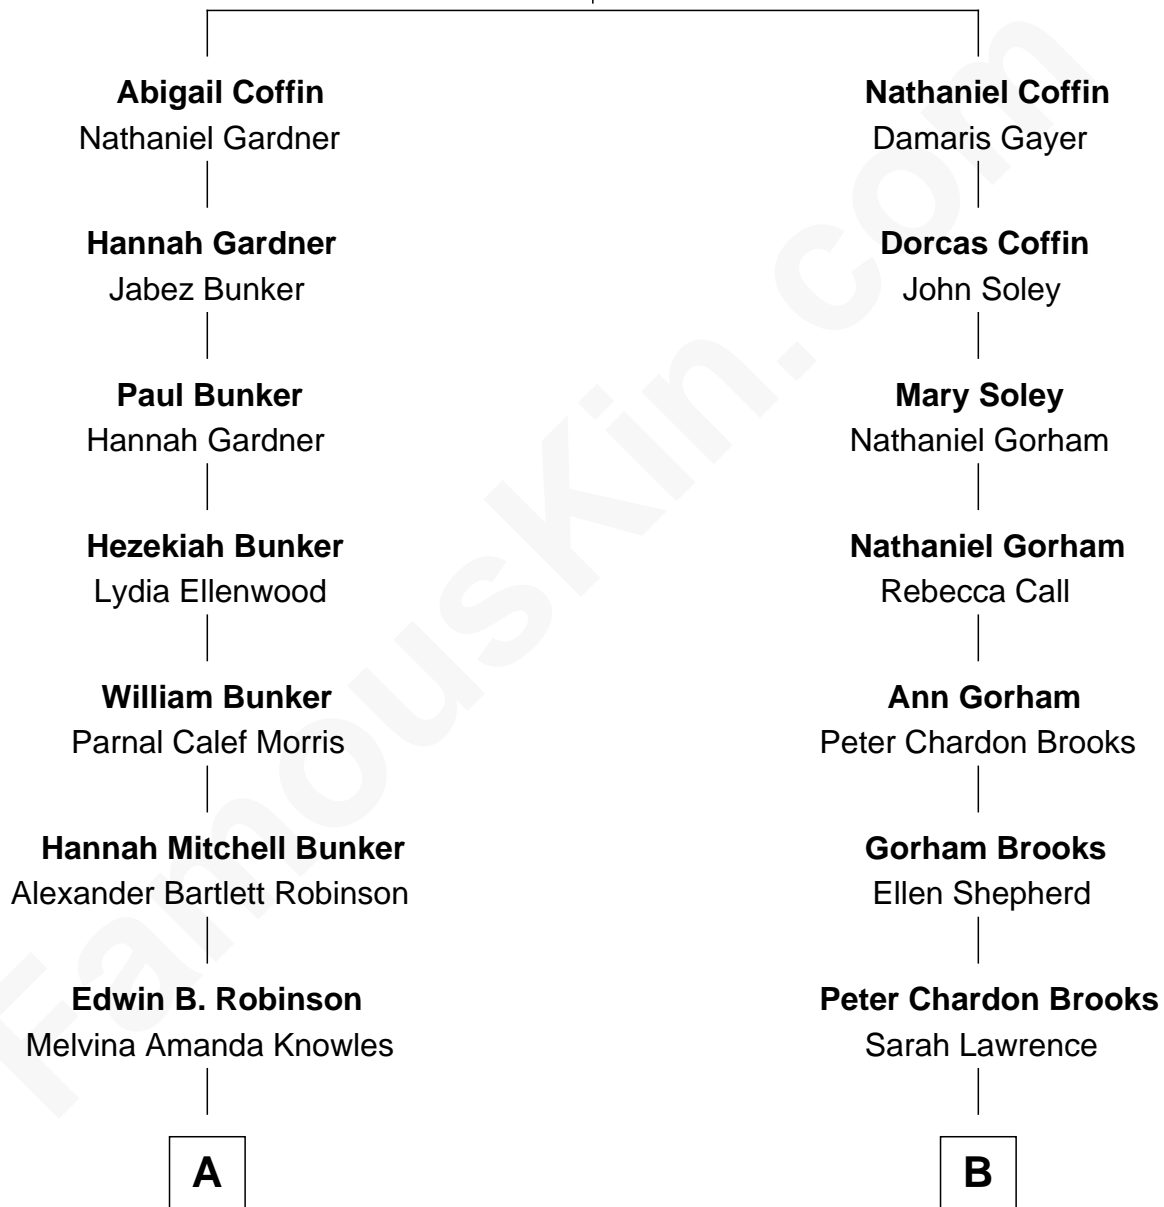 Abigail Coffin
Nathaniel Gardner
Hannah Gardner
Jabez Bunker
Paul Bunker
Hannah Gardner
Hezekiah Bunker
Lydia Ellenwood
William Bunker
Parnal Calef Morris
Hannah Mitchell Bunker
Alexander Bartlett Robinson
Edwin B. Robinson
Melvina Amanda Knowles
A
Nathaniel Coffin
Damaris Gayer
Dorcas Coffin
John Soley
Mary Soley
Nathaniel Gorham
Nathaniel Gorham
Rebecca Call
Ann Gorham
Peter Chardon Brooks
Gorham Brooks
Ellen Shepherd
Peter Chardon Brooks
Sarah Lawrence
B
FamousKin.com